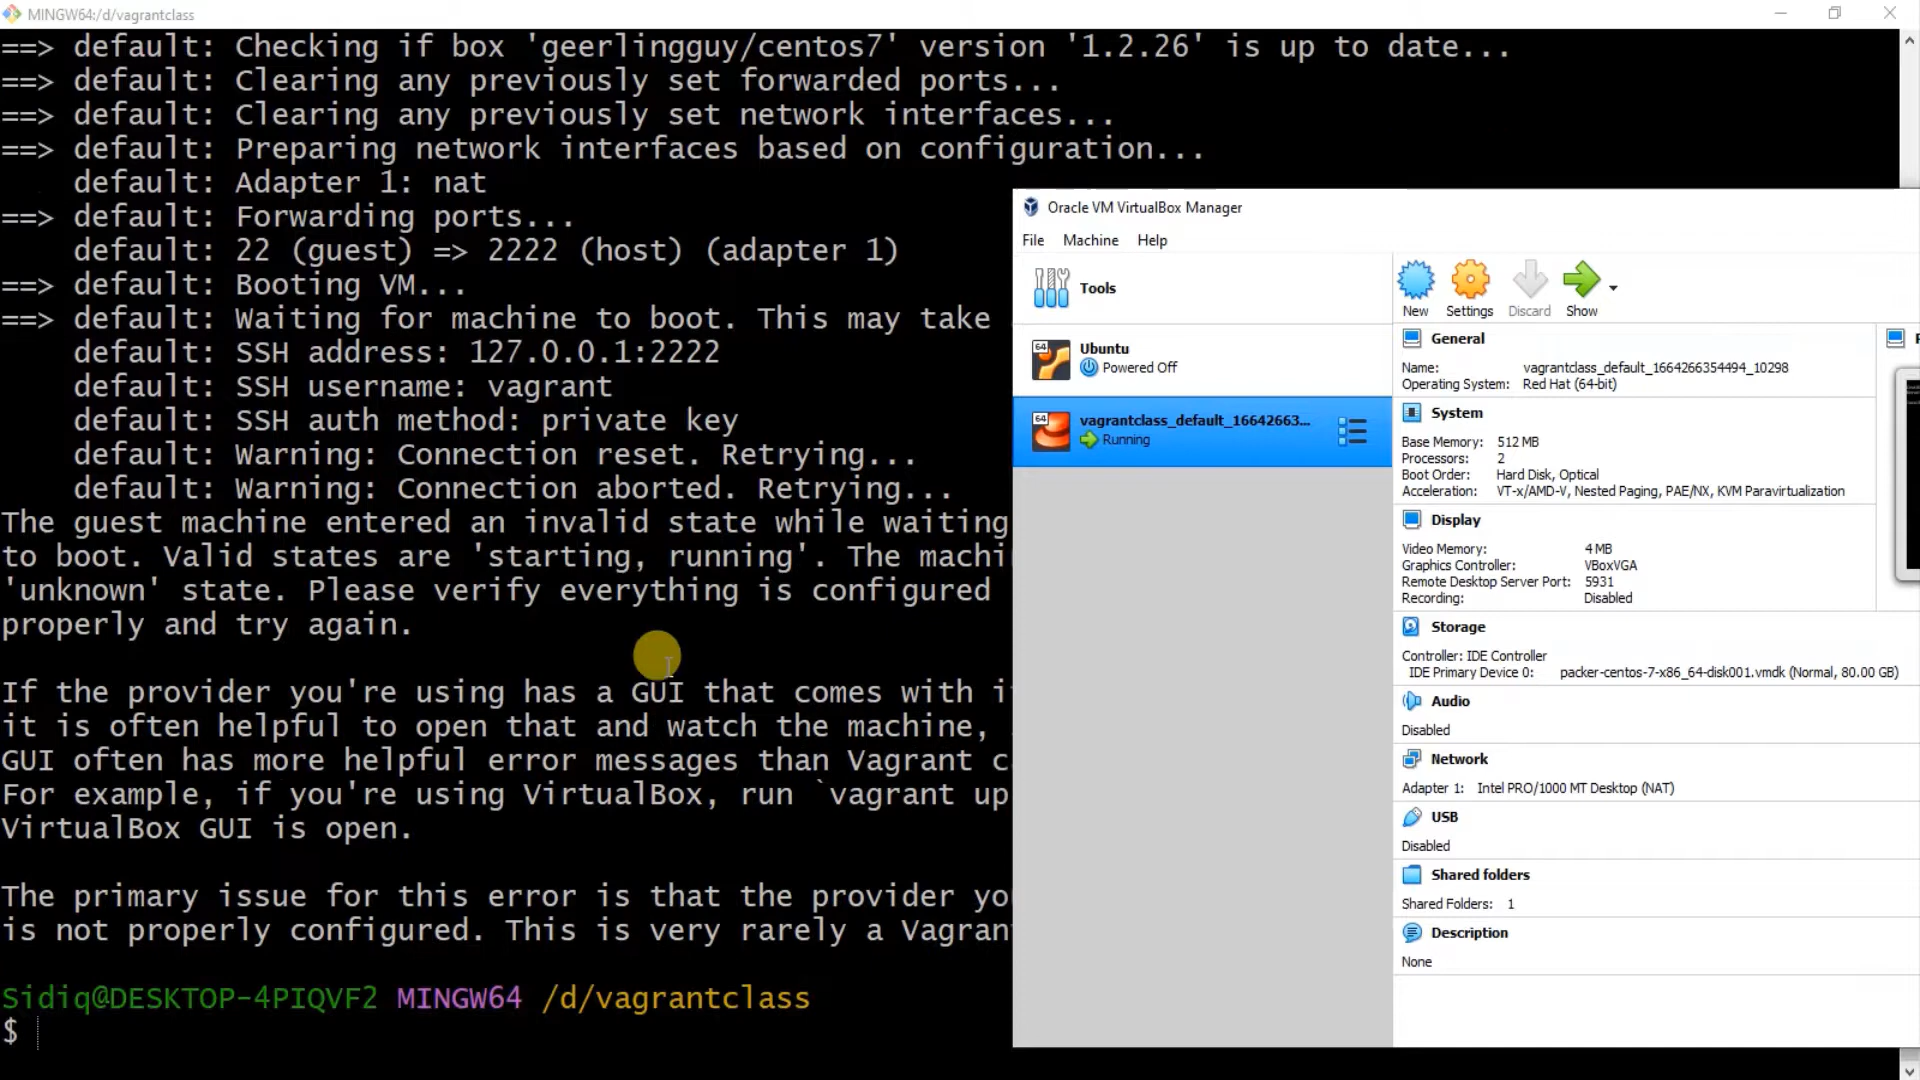 MINGW64:/d/vagrantclass
==> default: Checking if box 'geerlingguy/centos7' version '1.2.26' is up to date...
==> default: Clearing any previously set forwarded ports...
==> default: Clearing any previously set network interfaces...
==> default: Preparing network interfaces based on configuration...
default: Adapter 1: nat
==> default: Forwarding ports...
default: 22 (guest) => 2222 (host) (adapter 1)
==> default: Booting VM...
==> default: Waiting for machine to boot. This may take
default: SSH address: 127.0.0.1:2222
default: SSH username: vagrant
default: SSH auth method: private key
default: Warning: Connection reset. Retrying...
default: Warning: Connection aborted. Retrying...
The guest machine entered an invalid state while waiting
to boot. Valid states are 'starting, running'. The machi
'unknown' state. Please verify everything is configured
properly and try again.
If the provider you're using has a GUI that comes with i
it is often helpful to open that and watch the machine,
GUI often has more helpful error messages than Vagrant c
For example, if you're using VirtualBox, run `vagrant up
VirtualBox GUI is open.
The primary issue for this error is that the provider yo
is not properly configured. This is very rarely a Vagran
Sidiq@DESKTOP-4PIQVF2 MINGW64 /d/vagrantclass
$
Oracle VM VirtualBox Manager
File Machine Help
Tools
64 Ubuntu
Powered Off
64 vagrantclass_default_16642663...
Running
New Settings Discard Show
General
Name: vagrantclass_default_1664266354494_10298
Operating System: Red Hat (64-bit)
System
Base Memory: 512 MB
Processors: 2
Boot Order: Hard Disk, Optical
Acceleration: VT-x/AMD-V, Nested Paging, PAE/NX, KVM Paravirtualization
Display
Video Memory: 4 MB
Graphics Controller: VBoxVGA
Remote Desktop Server Port: 5931
Recording: Disabled
Storage
Controller: IDE Controller
IDE Primary Device 0: packer-centos-7-x86_64-disk001.vmdk (Normal, 80.00 GB)
Audio
Disabled
Network
Adapter 1: Intel PRO/1000 MT Desktop (NAT)
USB
Disabled
Shared folders
Shared Folders: 1
Description
None